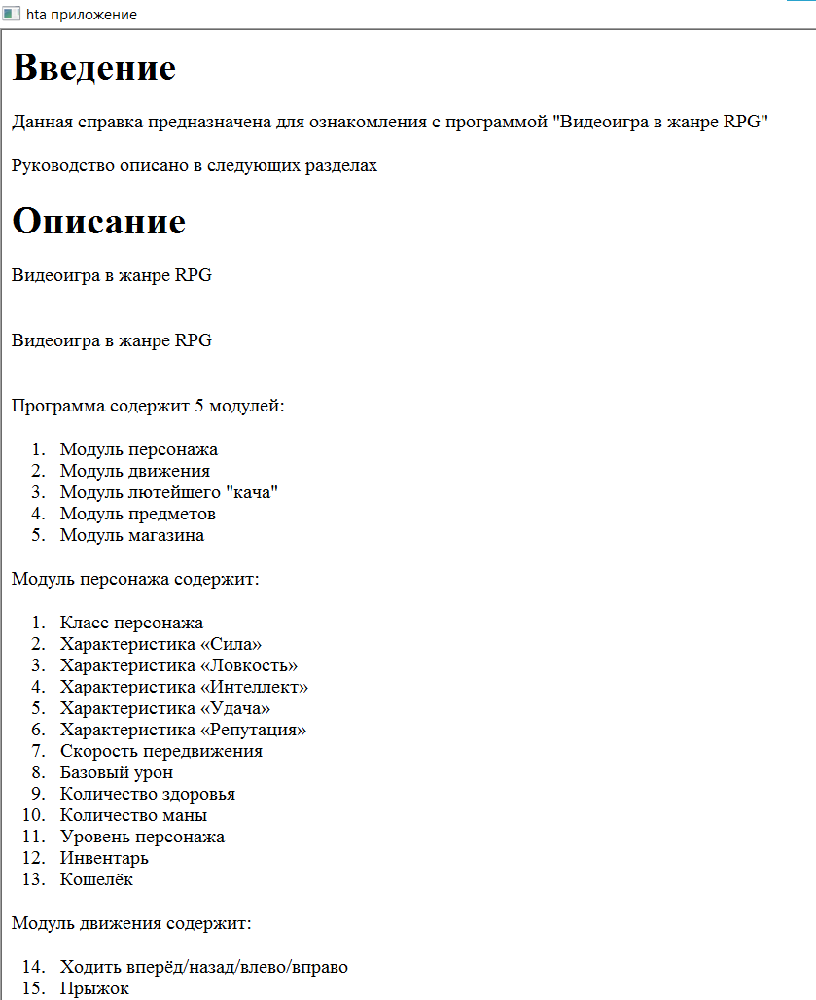 hta приложение
Введение
Данная справка предназначена для ознакомления с программой "Видеоигра в жанре RPG"
Руководство описано в следующих разделах
Описание
Видеоигра в жанре RPG
Видеоигра в жанре RPG
Программа содержит 5 модулей:
1. Модуль персонажа
2. Модуль движения
3. Модуль лютейшего "кача"
4. Модуль предметов
5. Модуль магазина
Модуль персонажа содержит:
1. Класс персонажа
2. Характеристика «Сила»
3. Характеристика «Ловкость»
4. Характеристика «Интеллект»
5. Характеристика «Удача»
6. Характеристика «Репутация»
7. Скорость передвижения
8. Базовый урон
9. Количество здоровья
10. Количество маны
11. Уровень персонажа
12. Инвентарь
13. Кошелёк
Модуль движения содержит:
14. Ходить вперёд/назад/влево/вправо
15. Прыжок